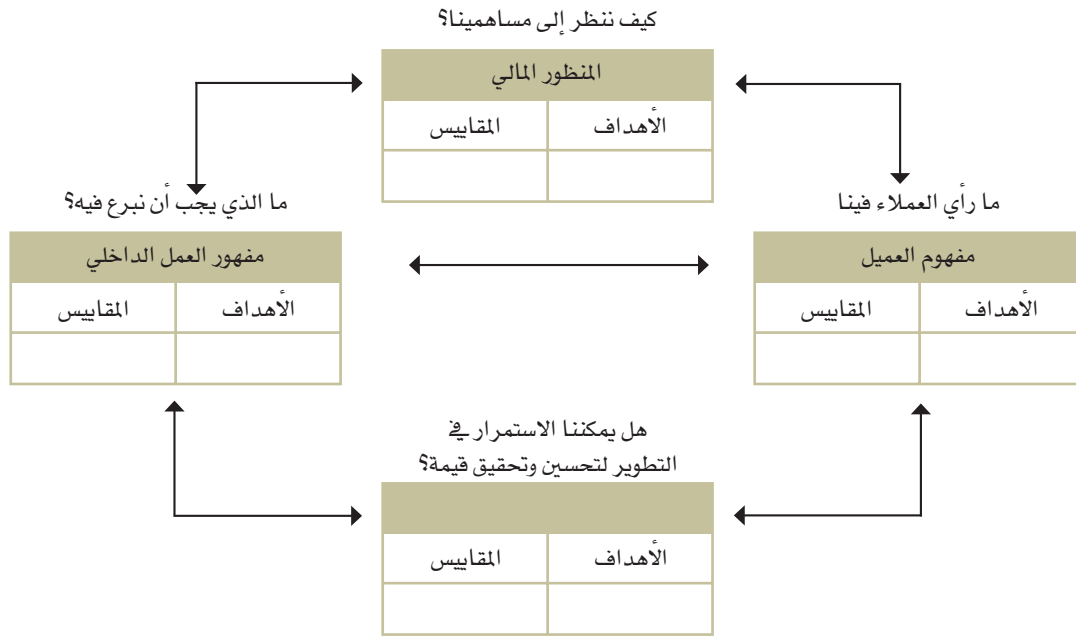 كيف ننظر إلى مساهمينا؟
المنظور المالي
الأهداف المقاييس
ما رأي العملاء فينا
مفهوم العميل
الأهداف المقاييس
ما الذي يجب أن نبرع فيه؟
مفهور العمل الداخلي
الأهداف المقاييس
هل يمكننا الاستمرار في
التطوير لتحسين وتحقيق قيمة؟
الأهداف المقاييس